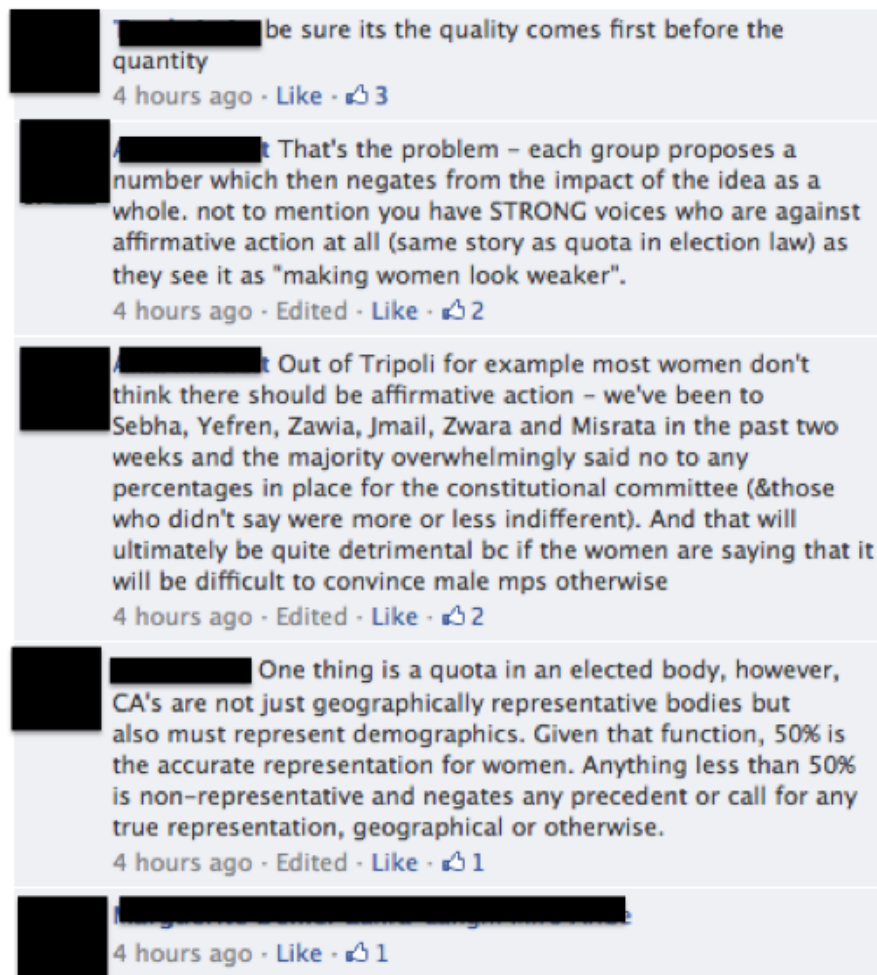 be sure its the quality comes first before the
quantity
4 hours ago · Like · 3
That's the problem – each group proposes a
number which then negates from the impact of the idea as a
whole. not to mention you have STRONG voices who are against
affirmative action at all (same story as quota in election law) as
they see it as "making women look weaker".
4 hours ago · Edited · Like · 2
Out of Tripoli for example most women don't
think there should be affirmative action – we've been to
Sebha, Yefren, Zawia, Jmail, Zwara and Misrata in the past two
weeks and the majority overwhelmingly said no to any
percentages in place for the constitutional committee (&those
who didn't say were more or less indifferent). And that will
ultimately be quite detrimental bc if the women are saying that it
will be difficult to convince male mps otherwise
4 hours ago · Edited · Like · 2
One thing is a quota in an elected body, however,
CA's are not just geographically representative bodies but
also must represent demographics. Given that function, 50% is
the accurate representation for women. Anything less than 50%
is non-representative and negates any precedent or call for any
true representation, geographical or otherwise.
4 hours ago · Edited · Like · 1
4 hours ago · Like · 1